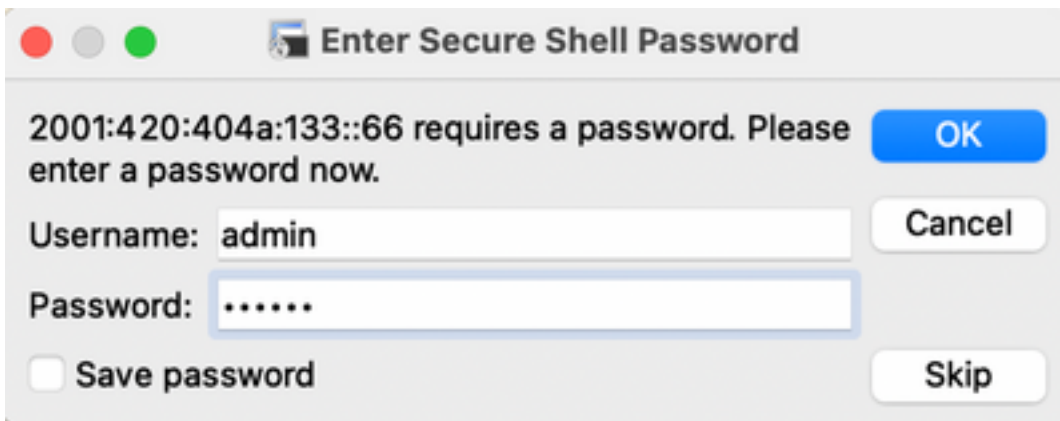 Enter Secure Shell Password
2001:420:404a:133::66 requires a password. Please
enter a password now.
OK
Username: admin
Cancel
Password: ••••••
Save password
Skip